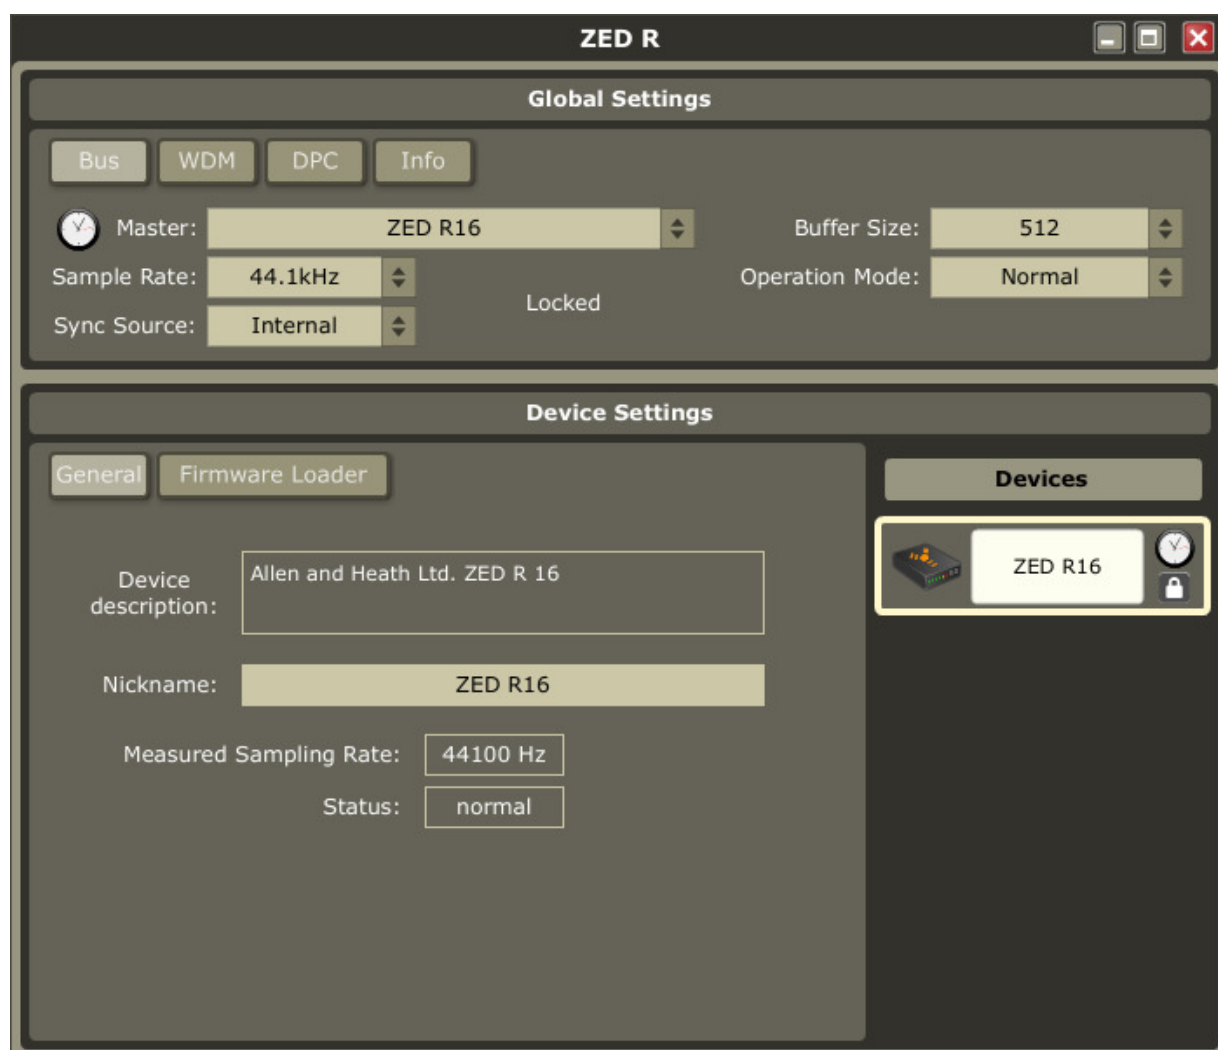 ZED R
Global Settings
Bus WDM DPC Info
Master: ZED R16 Buffer Size: 512
Sample Rate: 44.1kHz Operation Mode: Normal
Locked
Sync Source: Internal
Device Settings
General Firmware Loader
Devices
ZED R16
Device description: Allen and Heath Ltd. ZED R 16
Nickname: ZED R16
Measured Sampling Rate: 44100 Hz
Status: normal